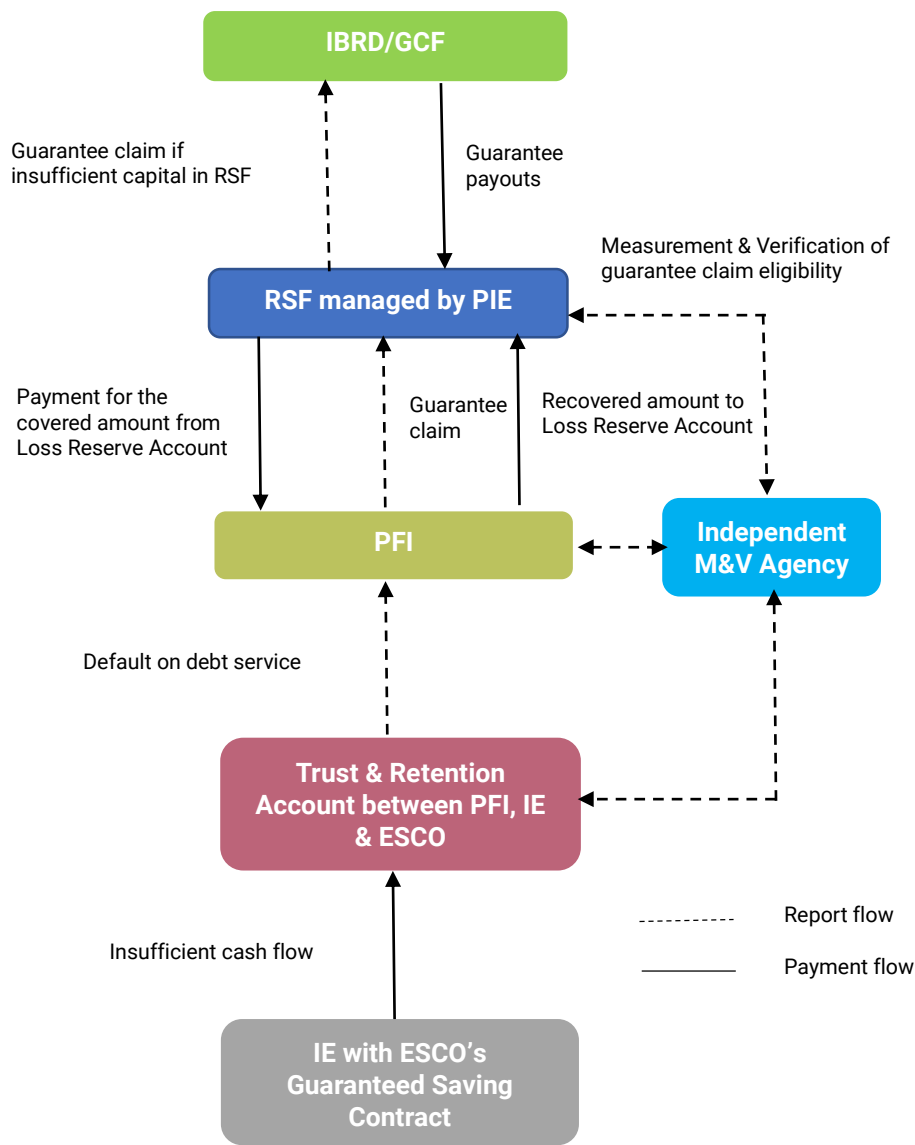 IBRD/GCF
Guarantee claim if
insufficient capital in RSF
Guarantee
payouts
Measurement & Verification of
guarantee claim eligibility
RSF managed by PIE
Payment for the
covered amount from
Loss Reserve Account
Guarantee
claim
Recovered amount to
Loss Reserve Account
PFI
Independent
M&V Agency
Default on debt service
Trust & Retention
Account between PFI, IE
& ESCO
Report flow
Insufficient cash flow
Payment flow
IE with ESCO’s
Guaranteed Saving
Contract